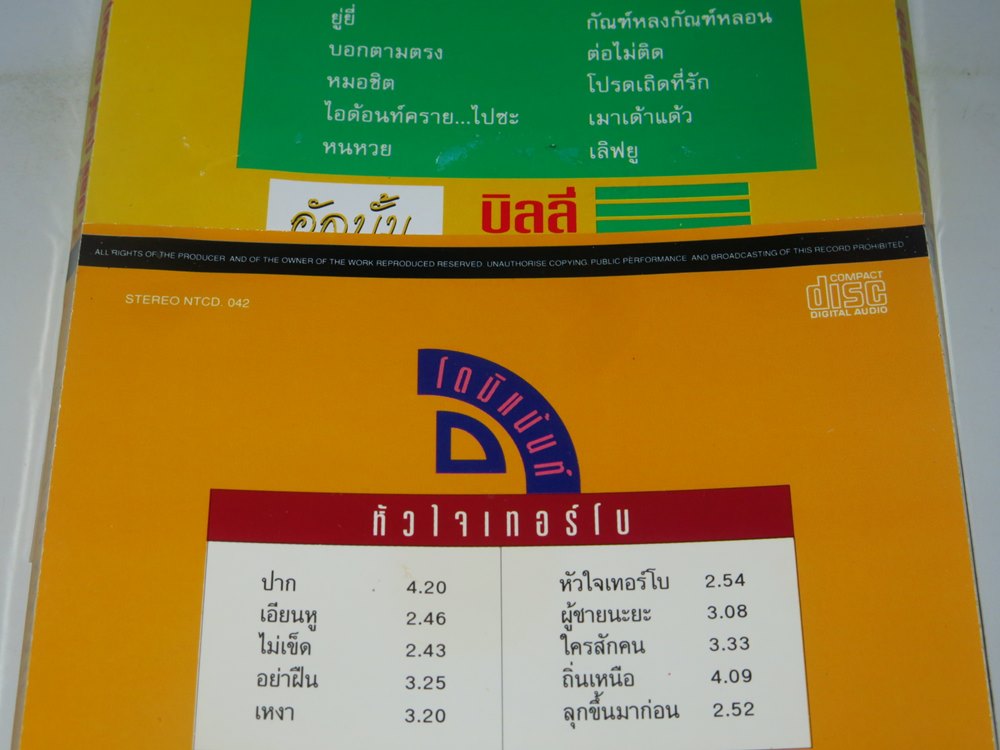 ยู่ยี่ กัณฑ์หลงกัณฑ์หลอน
บอกตามตรง ต่อไม่ติด
หมอชิต โปรดเถิดที่รัก
ไอด้อนท์คราย...ไปซะ เมาเด้าแด้ว
หนหวย เลิฟยู
บิลลี่
ALL RIGHTS OF THE PRODUCER AND OF THE OWNER OF THE WORK REPRODUCED RESERVED. UNAUTHORISE COPYING, PUBLIC PERFORMANCE AND BROADCASTING OF THIS RECORD PROHIBITED
STEREO NTCD. 042
COMPACT
disc
DIGITAL AUDIO
โดมิแน้นท์
หัวใจเทอร์โบ
ปาก 4.20 หัวใจเทอร์โบ 2.54
เอียนหู 2.46 ผู้ชายนะยะ 3.08
ไม่เข็ด 2.43 ใครสักคน 3.33
อย่าฝืน 3.25 ถิ่นเหนือ 4.09
เหงา 3.20 ลุกขึ้นมาก่อน 2.52